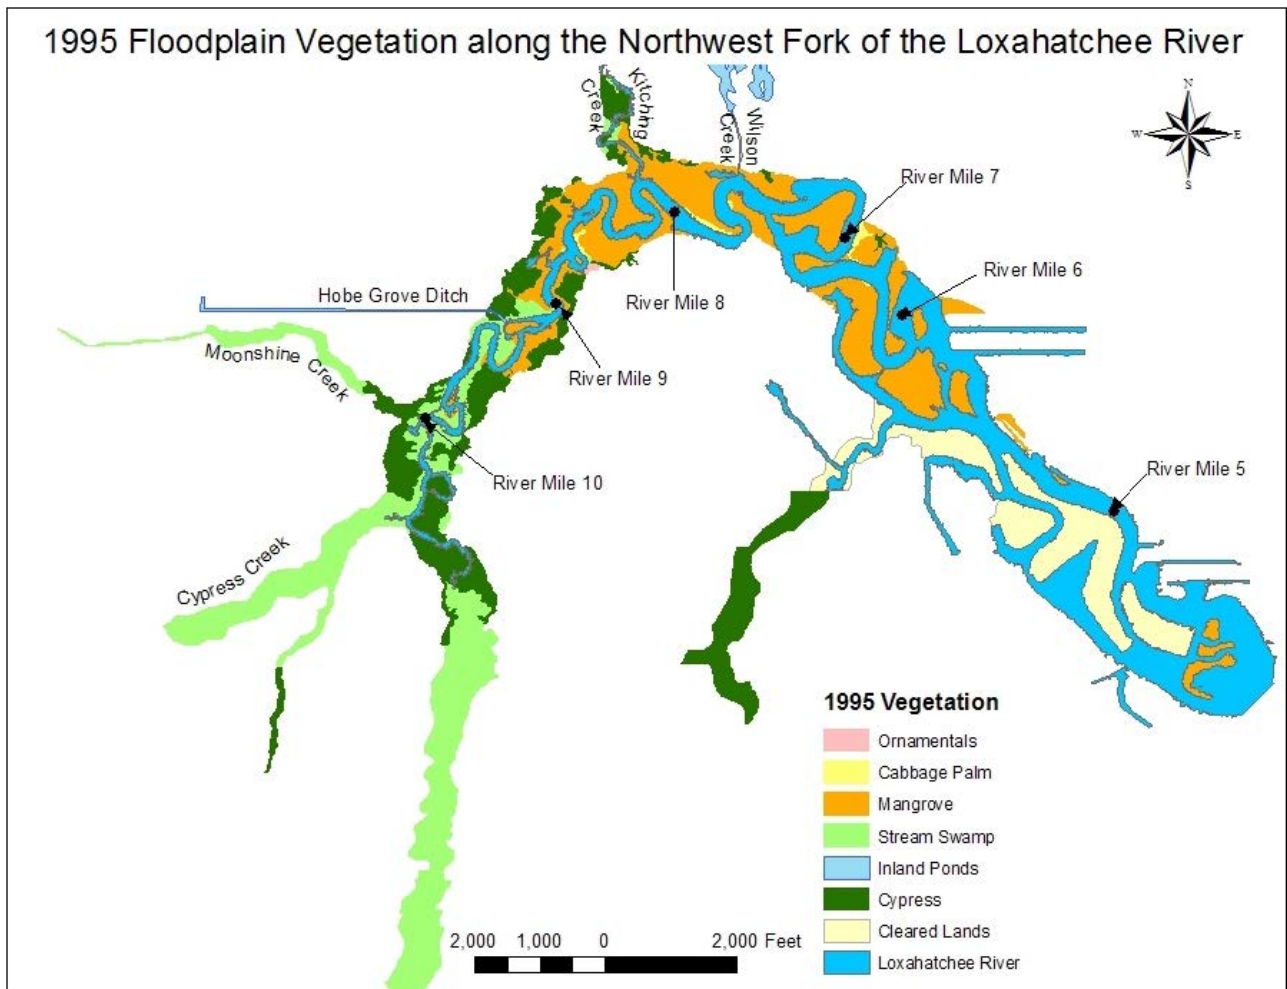 1995 Floodplain Vegetation along the Northwest Fork of the Loxahatchee River
Kitching
Creek
Wilson
Creek
N
W
E
S
River Mile 7
River Mile 6
River Mile 8
Hobe Grove Ditch
Moonshine Creek
River Mile 9
River Mile 10
River Mile 5
Cypress Creek
1995 Vegetation
Ornamentals
Cabbage Palm
Mangrove
Stream Swamp
Inland Ponds
Cypress
Cleared Lands
Loxahatchee River
2,000 1,000 0 2,000 Feet